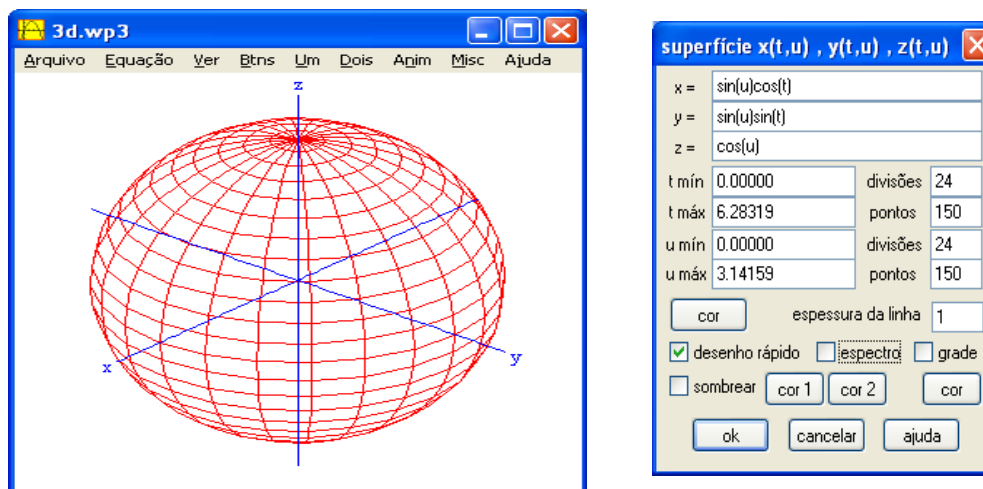 3d.wp3
Arquivo Equação Ver Btns Um Dois Anim Misc Ajuda
z
x
y
superfície x(t,u) , y(t,u) , z(t,u)
x = sin(u)cos(t)
y = sin(u)sin(t)
z = cos(u)
t mín 0.00000 divisões 24
t máx 6.28319 pontos 150
u mín 0.00000 divisões 24
u máx 3.14159 pontos 150
cor espessura da linha 1
desenho rápido espectro grade
sombrear cor 1 cor 2 cor
ok cancelar ajuda